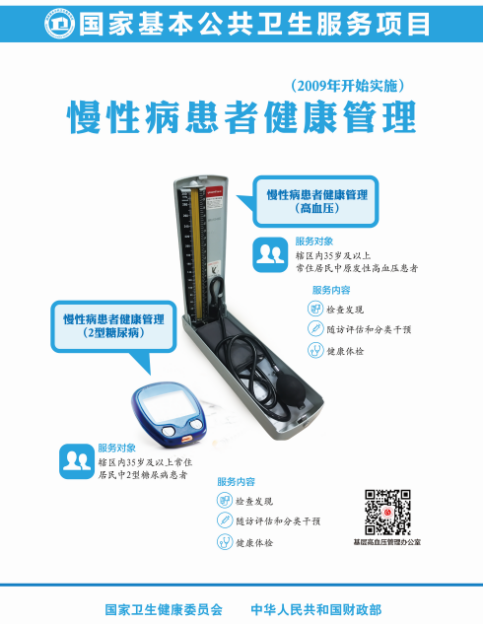 国家基本公共卫生服务项目
（2009年开始实施）
慢性病患者健康管理
慢性病患者健康管理
（高血压）
服务对象
辖区内35岁及以上
常住居民中原发性高血压患者
服务内容
检查发现
随访评估和分类干预
健康体检
慢性病患者健康管理
（2型糖尿病）
服务对象
辖区内35岁及以上常住
居民中2型糖尿病患者
服务内容
检查发现
随访评估和分类干预
健康体检
基层高血压管理办公室
国家卫生健康委员会
中华人民共和国财政部